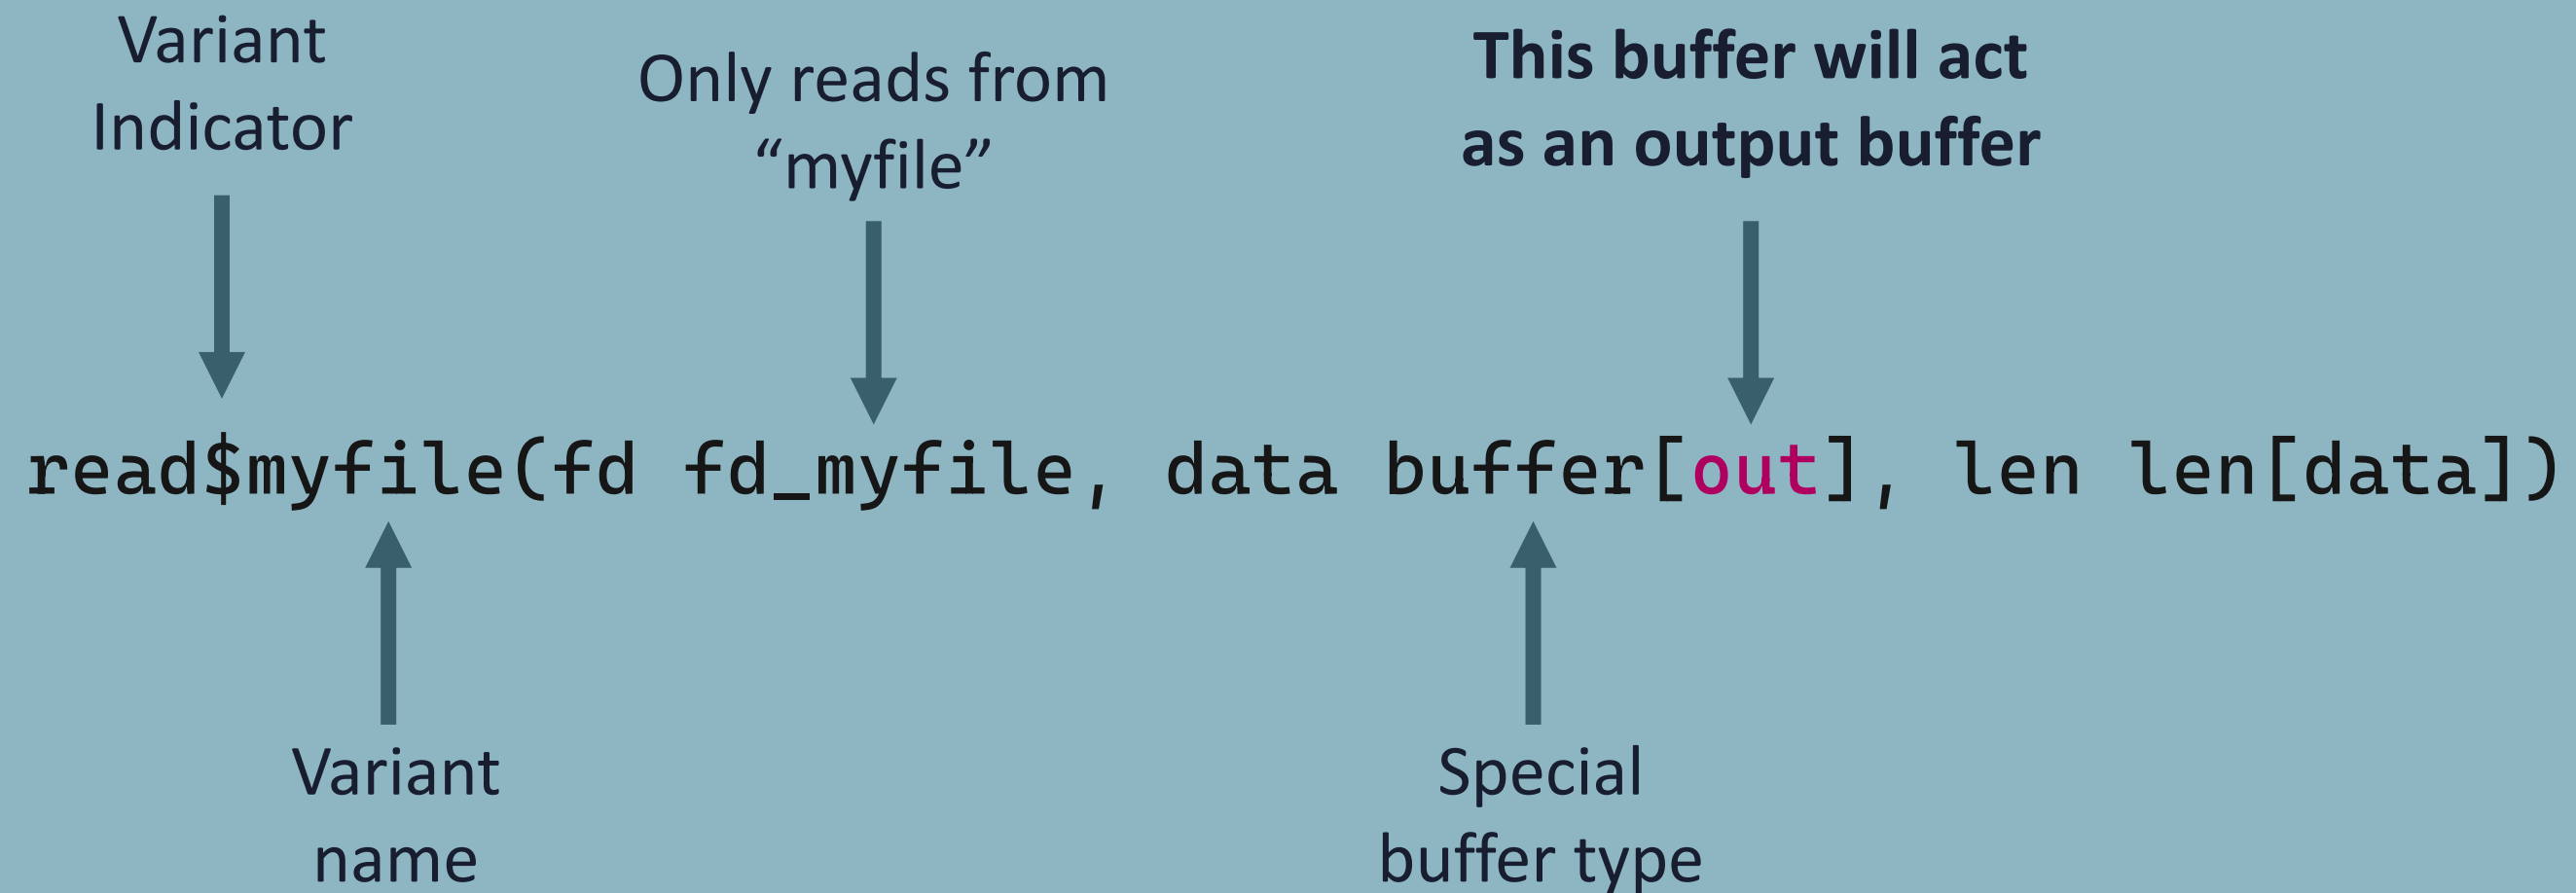 Variant
Indicator
Only reads from
“myfile”
This buffer will act
as an output buffer
read$myfile(fd fd_myfile, data buffer[out], len len[data])
Variant
name
Special
buffer type